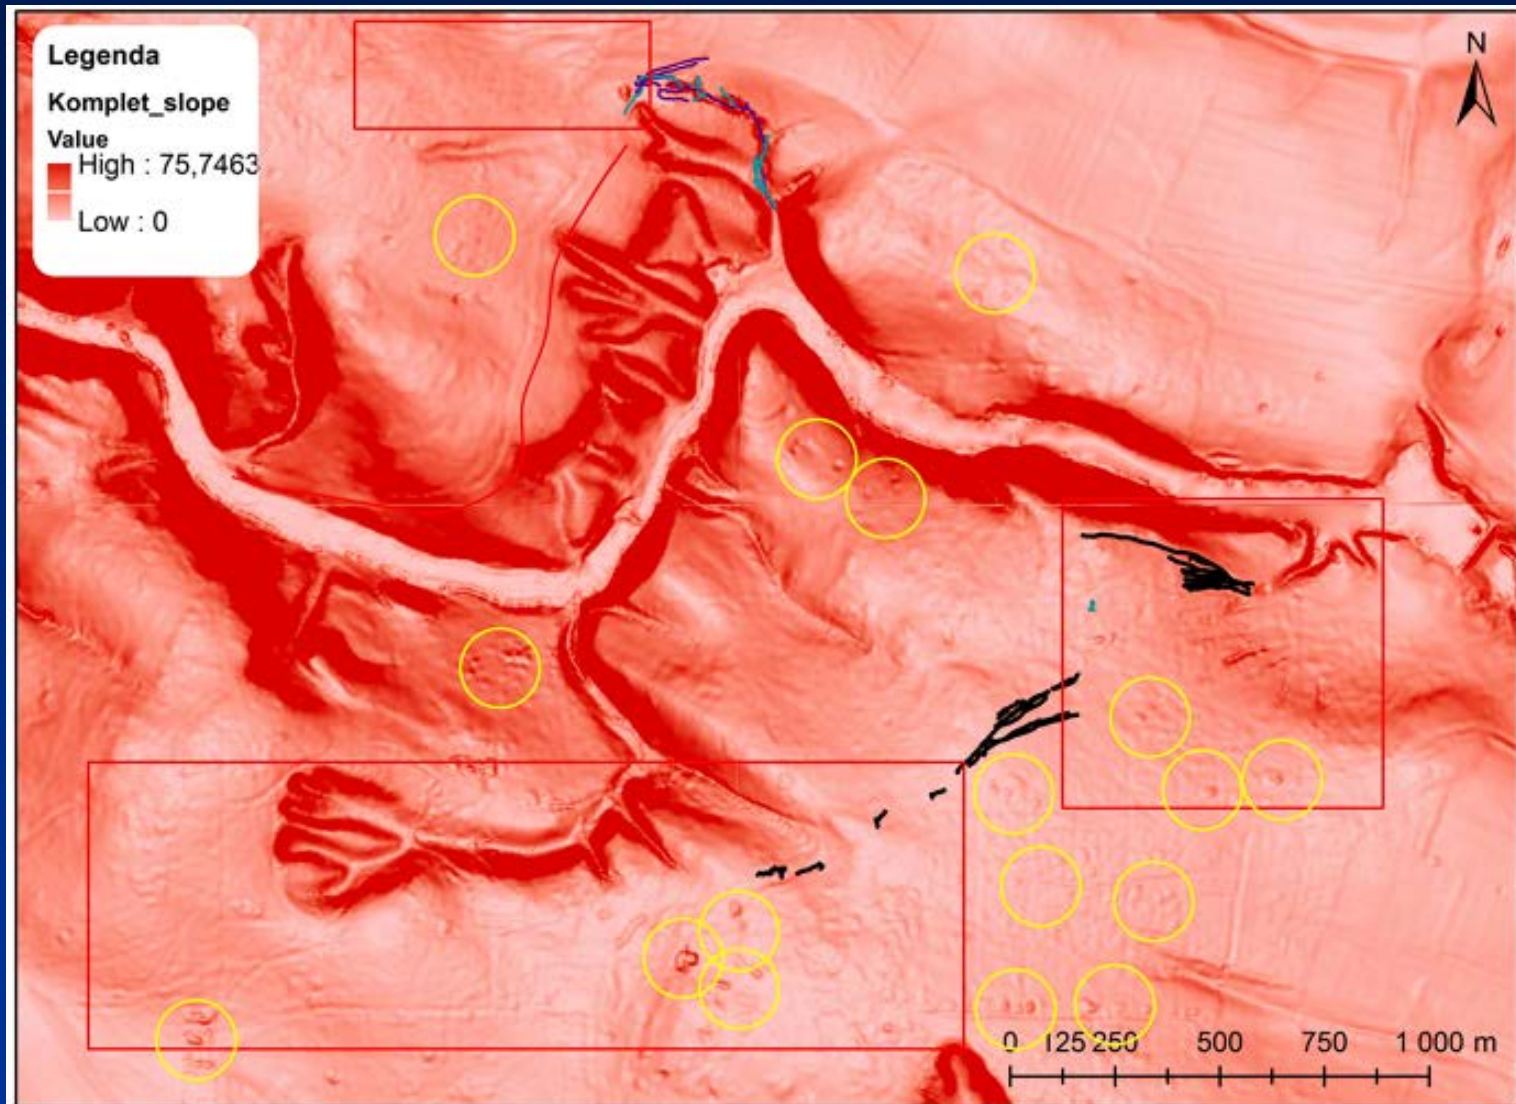 Legenda
Komplet_slope
Value
High : 75,7463
Low : 0
N
0 125 250 500 750 1 000 m